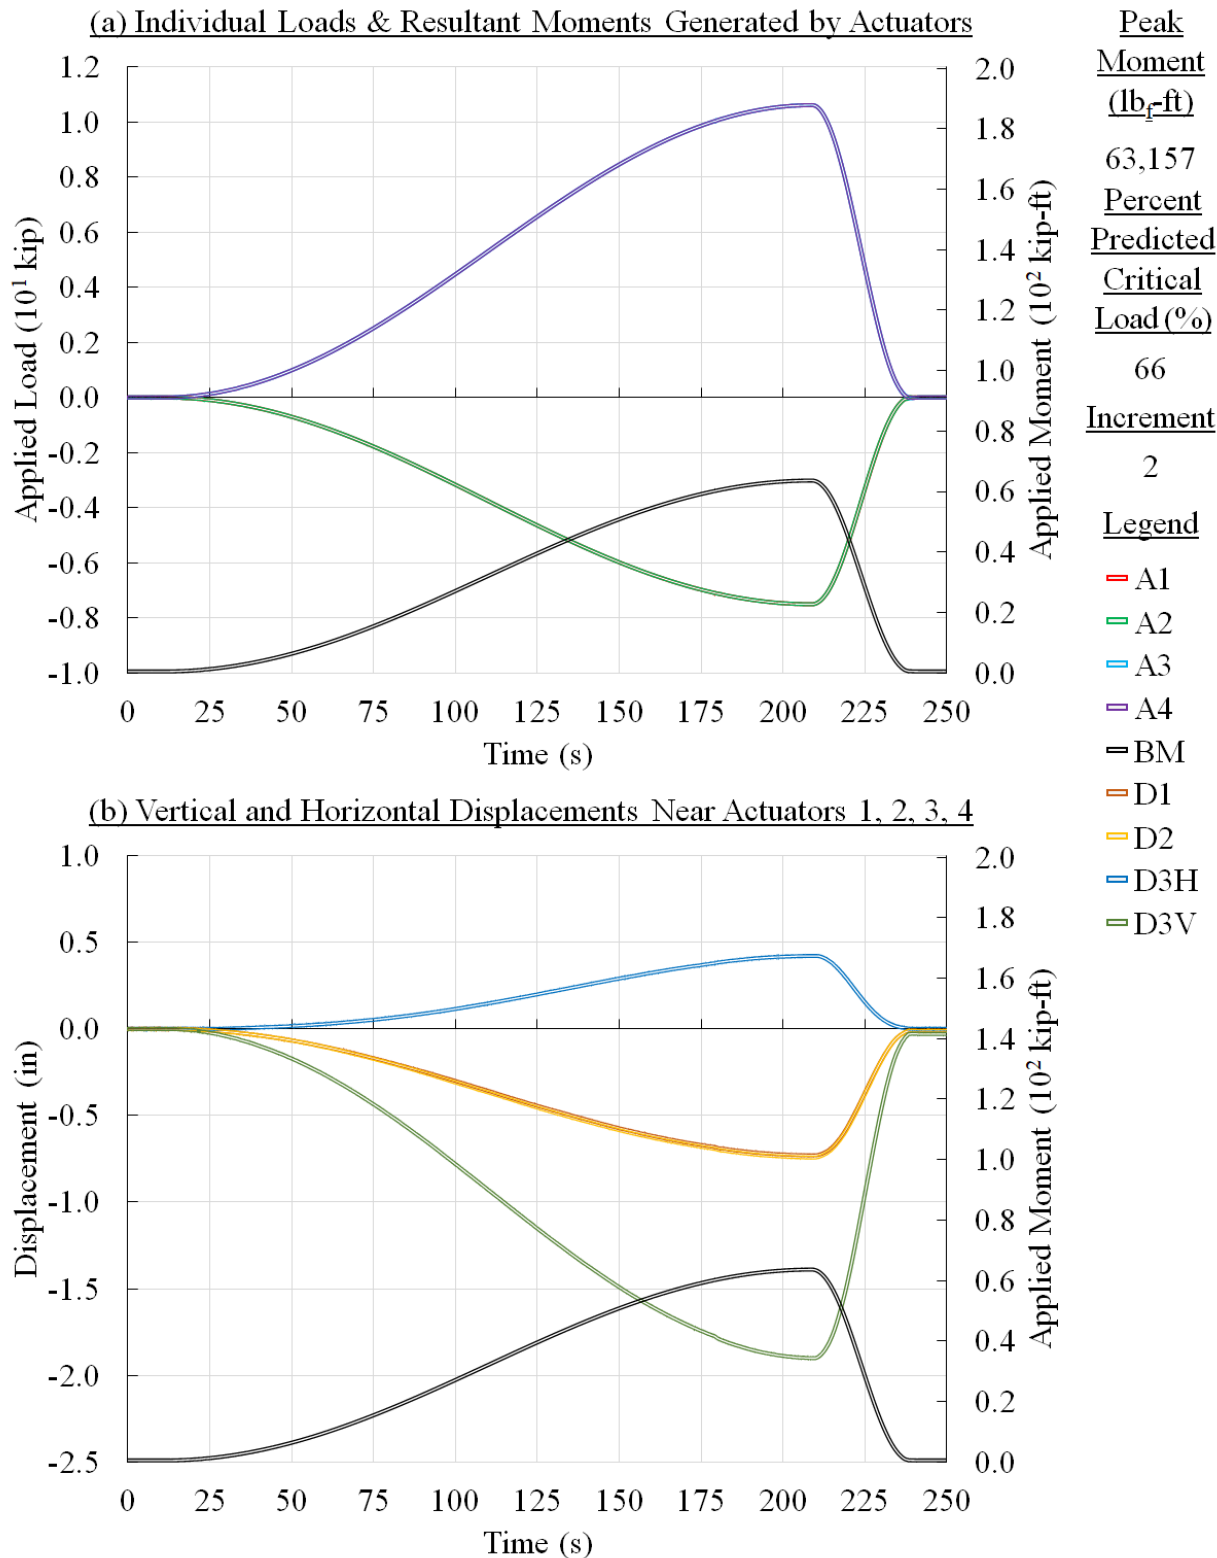 (a) Individual Loads & Resultant Moments Generated by Actuators
1.2
1.0
0.8
0.6
0.4
0.2
0.0
-0.2
-0.4
-0.6
-0.8
-1.0
Applied Load (10¹ kip)
2.0
1.8
1.6
1.4
1.2
1.0
0.8
0.6
0.4
0.2
0.0
Applied Moment (10² kip-ft)
0 25 50 75 100 125 150 175 200 225 250
Time (s)
(b) Vertical and Horizontal Displacements Near Actuators 1, 2, 3, 4
1.0
0.5
0.0
-0.5
-1.0
-1.5
-2.0
-2.5
Displacement (in)
2.0
1.8
1.6
1.4
1.2
1.0
0.8
0.6
0.4
0.2
0.0
Applied Moment (10² kip-ft)
0 25 50 75 100 125 150 175 200 225 250
Time (s)
Peak
Moment
(lbf-ft)
63,157
Percent
Predicted
Critical
Load (%)
66
Increment
2
Legend
A1
A2
A3
A4
BM
D1
D2
D3H
D3V